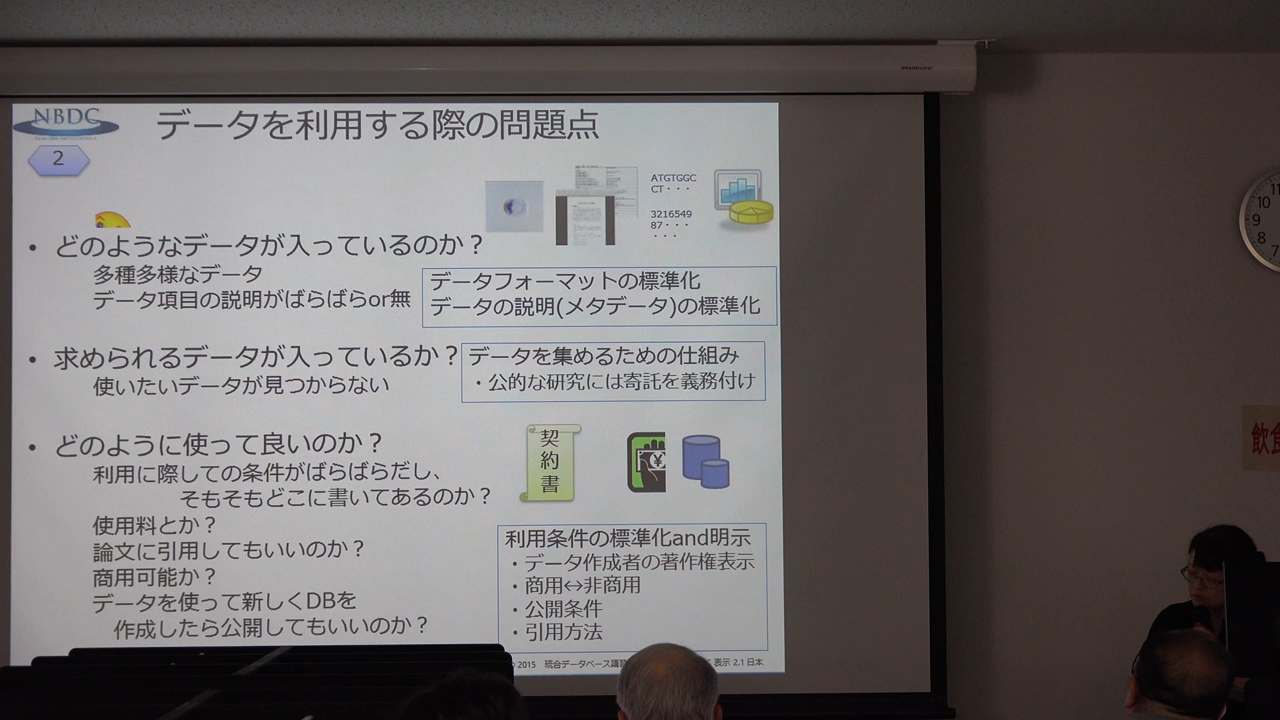 NBDC
データを利用する際の問題点
2
ATGTGGC
CT・・・
3216549
87・・・
・・・
• どのようなデータが入っているのか？
多種多様なデータ
データ項目の説明がばらばらor無
データフォーマットの標準化
データの説明(メタデータ)の標準化
• 求められるデータが入っているか？
使いたいデータが見つからない
データを集めるための仕組み
・公的な研究には寄託を義務付け
• どのように使って良いのか？
利用に際しての条件がばらばらだし、
そもそもどこに書いてあるのか？
使用料とか？
論文に引用してもいいのか？
商用可能か？
データを使って新しくDBを
作成したら公開してもいいのか？
契約書
¥
利用条件の標準化and明示
・データ作成者の著作権表示
・商用↔非商用
・公開条件
・引用方法
2015 統合データベース講習
表示 2.1 日本
11
10
9
8
7
飲食